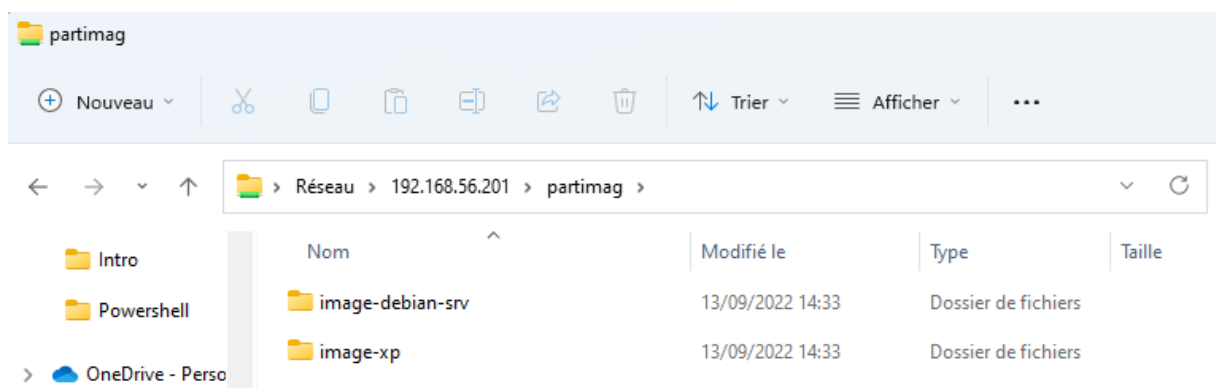 partimag
Nouveau Trier Afficher ...
Réseau > 192.168.56.201 > partimag >
Nom Modifié le Type Taille
Intro
Powershell
image-debian-srv 13/09/2022 14:33 Dossier de fichiers
image-xp 13/09/2022 14:33 Dossier de fichiers
OneDrive - Perso